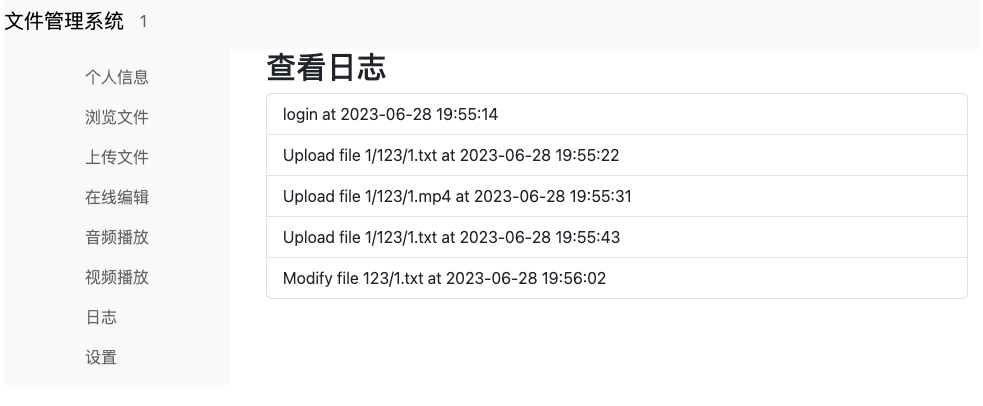 文件管理系统 1
个人信息
浏览文件
上传文件
在线编辑
音频播放
视频播放
日志
设置
查看日志
login at 2023-06-28 19:55:14
Upload file 1/123/1.txt at 2023-06-28 19:55:22
Upload file 1/123/1.mp4 at 2023-06-28 19:55:31
Upload file 1/123/1.txt at 2023-06-28 19:55:43
Modify file 123/1.txt at 2023-06-28 19:56:02